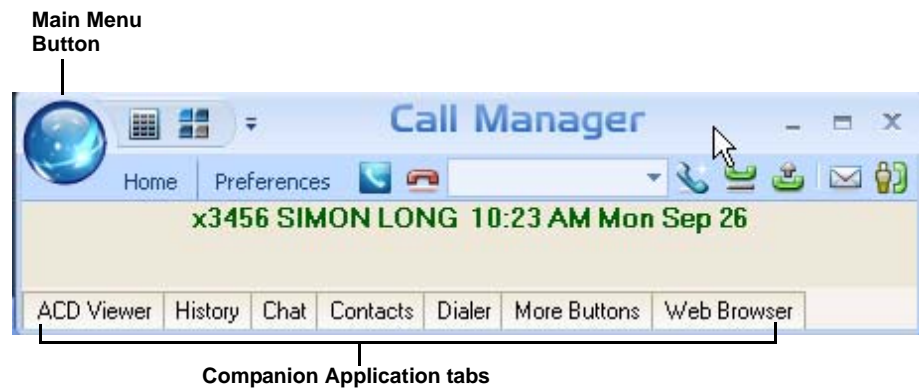 Main Menu
Button
Call Manager
Home Preferences
x3456 SIMON LONG 10:23 AM Mon Sep 26
ACD Viewer History Chat Contacts Dialer More Buttons Web Browser
Companion Application tabs